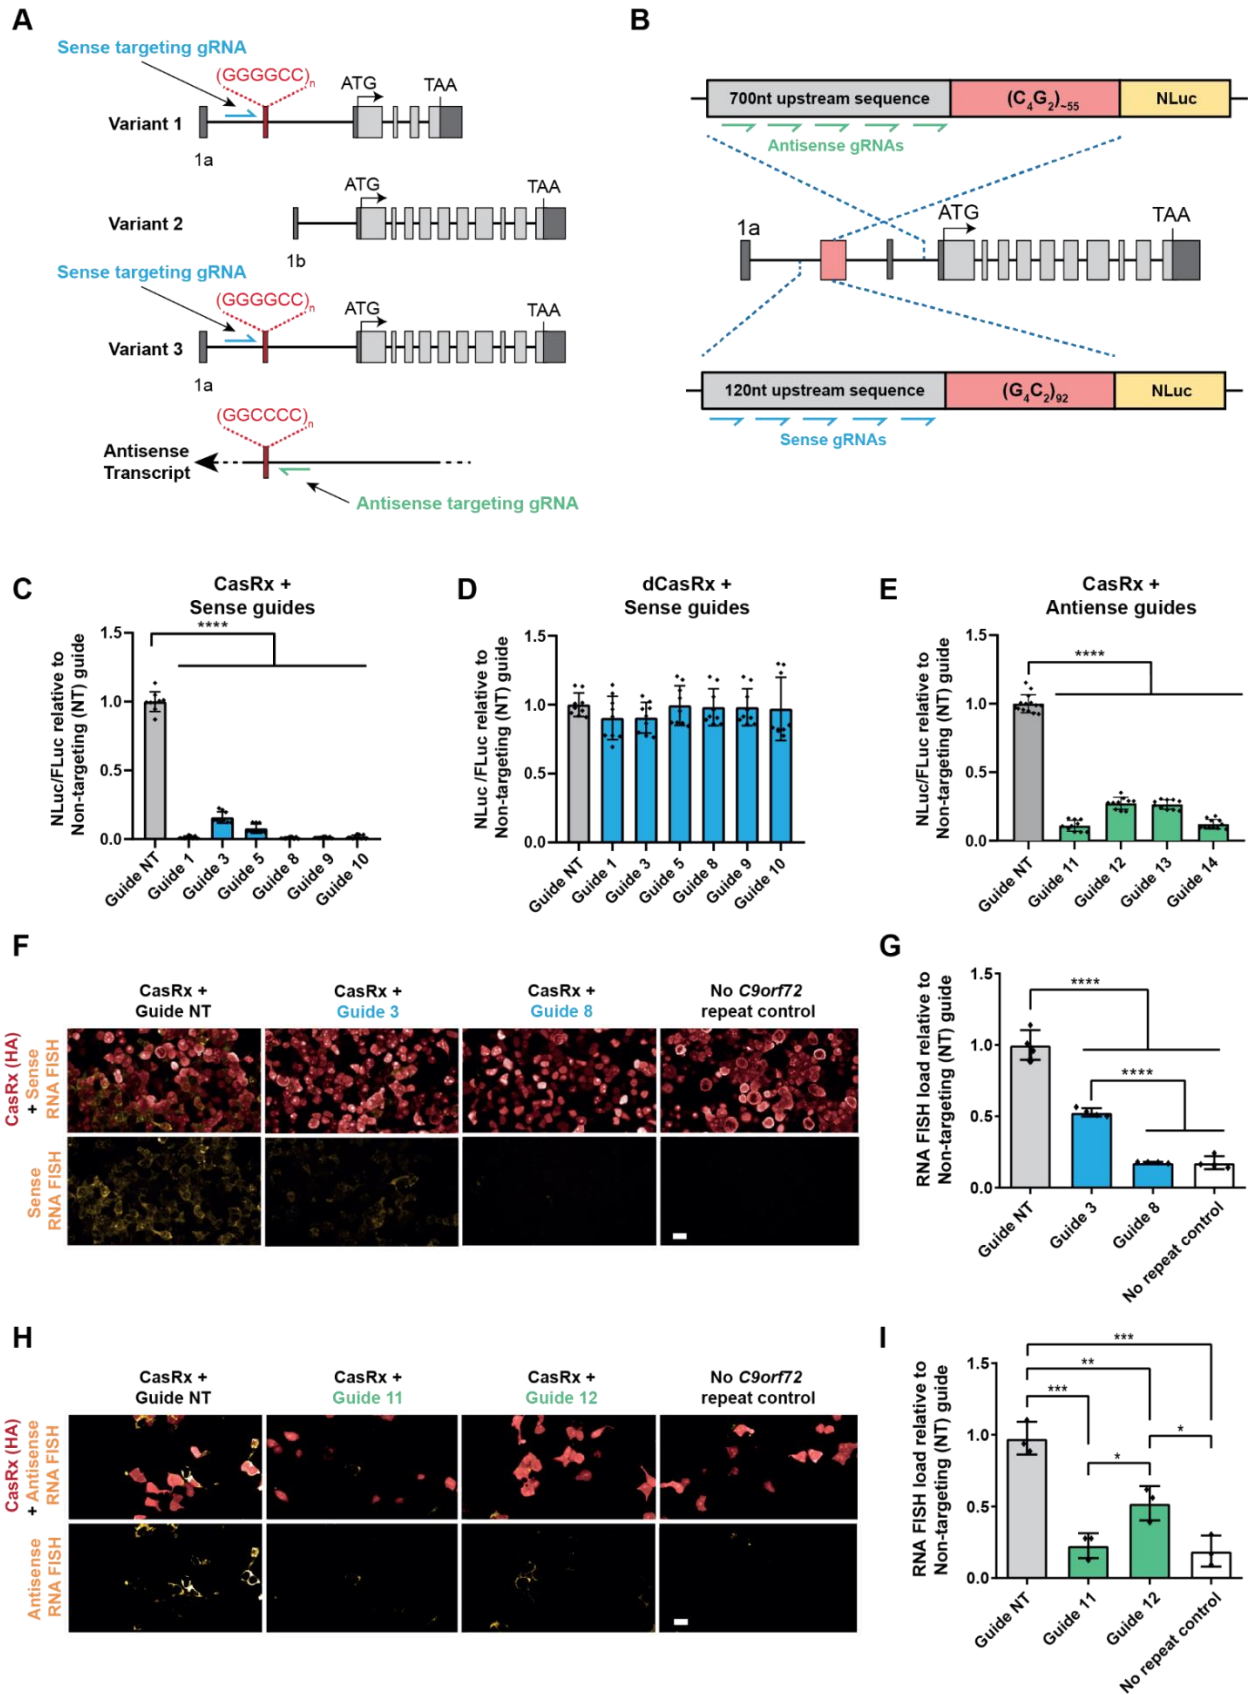 A
Sense targeting gRNA
(GGGGCC)n
ATG
TAA
Variant 1
1a
ATG
TAA
Variant 2
1b
Sense targeting gRNA
(GGGGCC)n
ATG
TAA
Variant 3
1a
(GGCCCC)n
Antisense
Transcript
Antisense targeting gRNA
B
700nt upstream sequence
(C4G2)~55
NLuc
Antisense gRNAs
1a
ATG
TAA
120nt upstream sequence
(G4C2)92
NLuc
Sense gRNAs
C
CasRx +
Sense guides
****
NLuc/FLuc relative to
Non-targeting (NT) guide
1.5
1.0
0.5
0.0
Guide NT
Guide 1
Guide 3
Guide 5
Guide 8
Guide 9
Guide 10
D
dCasRx +
Sense guides
NLuc /FLuc relative to
Non-targeting (NT) guide
1.5
1.0
0.5
0.0
Guide NT
Guide 1
Guide 3
Guide 5
Guide 8
Guide 9
Guide 10
E
CasRx +
Antiense guides
****
NLuc/FLuc relative to
Non-targeting (NT) guide
1.5
1.0
0.5
0.0
Guide NT
Guide 11
Guide 12
Guide 13
Guide 14
F
CasRx +
Guide NT
CasRx +
Guide 3
CasRx +
Guide 8
No C9orf72
repeat control
CasRx (HA)
+ Sense
RNA FISH
Sense
RNA FISH
G
RNA FISH load relative to
Non-targeting (NT) guide
1.5
1.0
0.5
0.0
****
****
Guide NT
Guide 3
Guide 8
No repeat control
H
CasRx +
Guide NT
CasRx +
Guide 11
CasRx +
Guide 12
No C9orf72
repeat control
CasRx (HA)
+ Antisense
RNA FISH
Antisense
RNA FISH
I
RNA FISH load relative to
Non-targeting (NT) guide
1.5
1.0
0.5
0.0
***
**
***
*
*
Guide NT
Guide 11
Guide 12
No repeat control